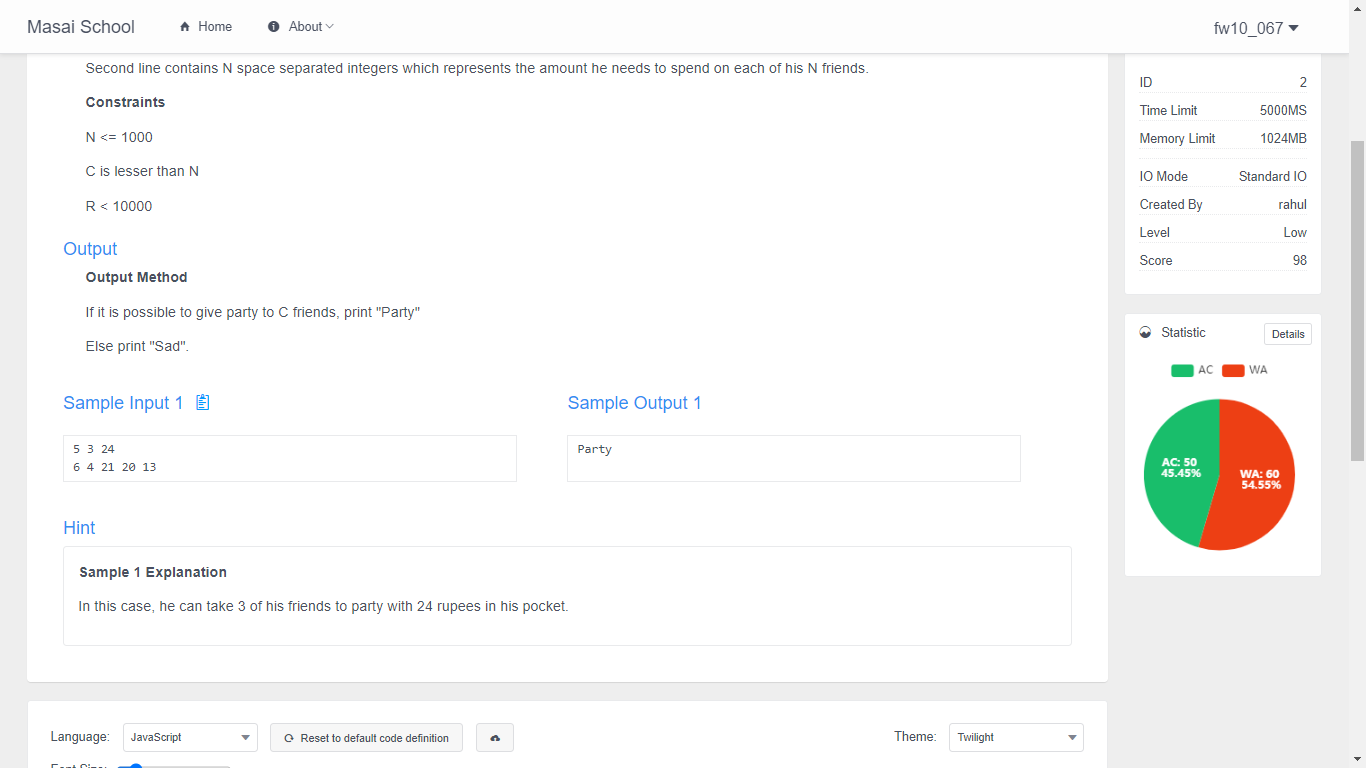 Masai School
Home
About
fw10_067
Second line contains N space separated integers which represents the amount he needs to spend on each of his N friends.
Constraints
N <= 1000
C is lesser than N
R < 10000
Output
Output Method
If it is possible to give party to C friends, print "Party"
Else print "Sad".
Sample Input 1
Sample Output 1
5 3 24
6 4 21 20 13
Party
Hint
Sample 1 Explanation
In this case, he can take 3 of his friends to party with 24 rupees in his pocket.
ID 2
Time Limit 5000MS
Memory Limit 1024MB
IO Mode Standard IO
Created By rahul
Level Low
Score 98
Statistic
Details
AC WA
AC: 50
45.45%
WA: 60
54.55%
Language: JavaScript
Reset to default code definition
Theme: Twilight
Font Size: